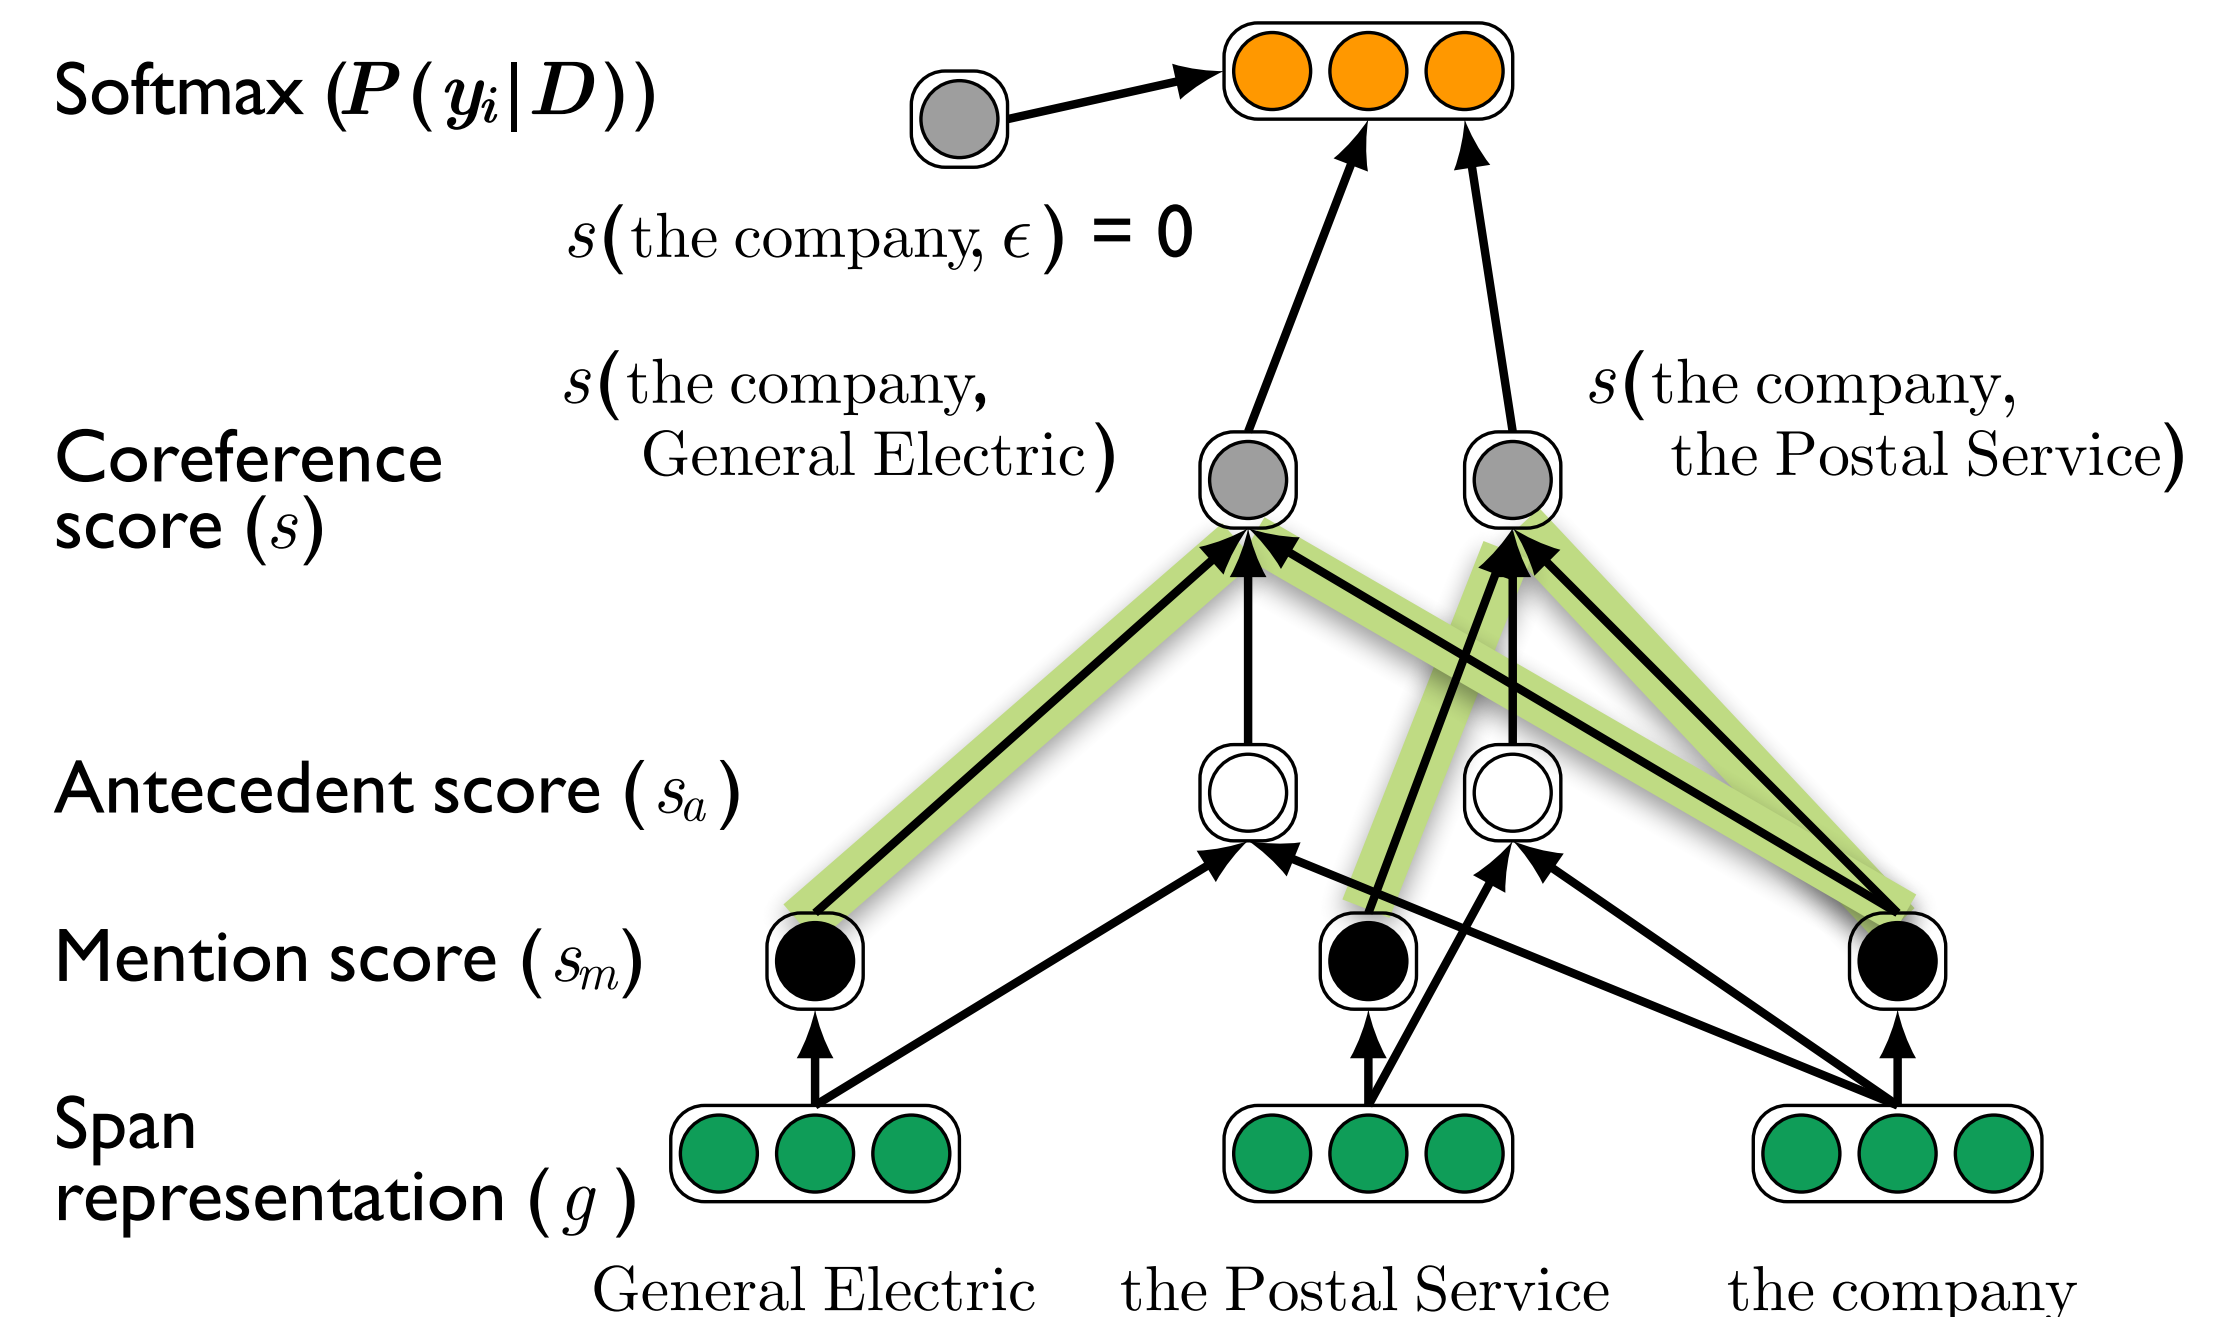 Softmax (P(yᵢ|D))
s(the company, ϵ) = 0
s(the company,
General Electric)
s(the company,
the Postal Service)
Coreference
score (s)
Antecedent score (sₐ)
Mention score (sₘ)
Span
representation (g)
General Electric
the Postal Service
the company